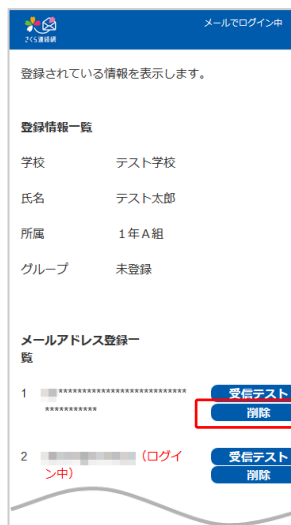 さくら連絡網
メールでログイン中
登録されている情報を表示します。
登録情報一覧
学校 テスト学校
氏名 テスト太郎
所属 1年A組
グループ 未登録
メールアドレス登録一
覧
1 *************************** 受信テスト
*********** 削除
2 (ログイ 受信テスト
ン中) 削除